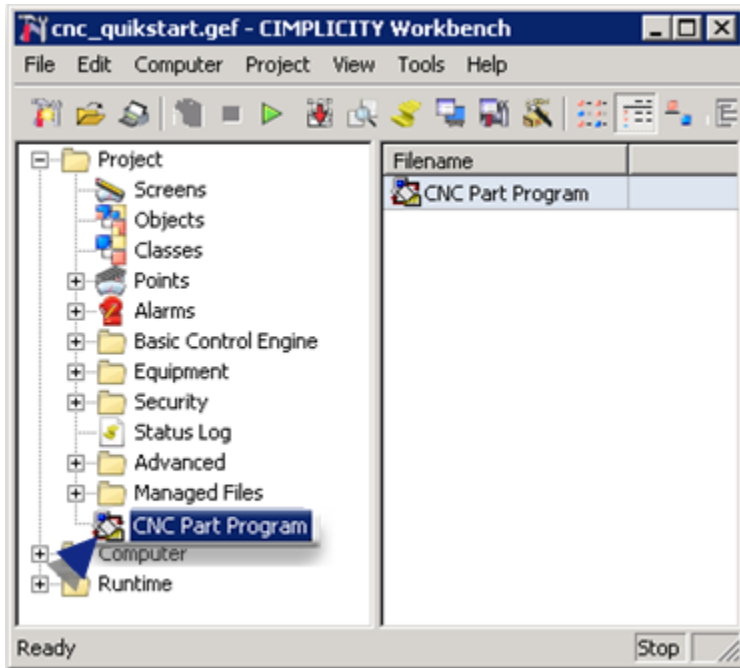 cnc_quikstart.gef - CIMPLICITY Workbench
File Edit Computer Project View Tools Help
Project
Screens
Objects
Classes
Points
Alarms
Basic Control Engine
Equipment
Security
Status Log
Advanced
Managed Files
CNC Part Program
Computer
Runtime
Filename
CNC Part Program
Ready
Stop